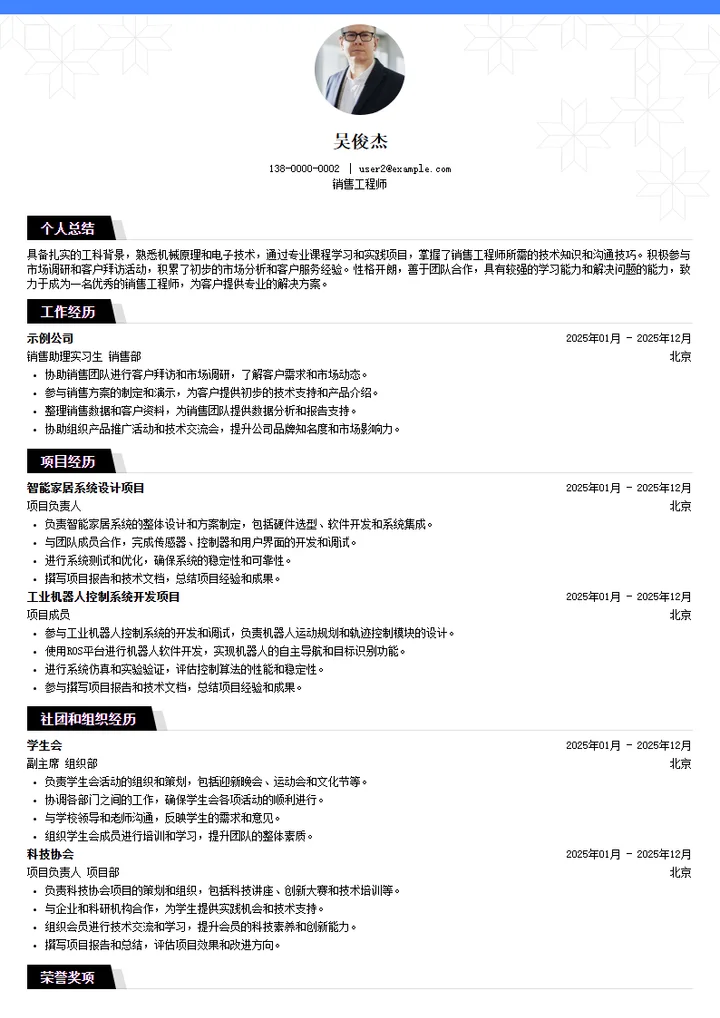 吴俊杰
138-0000-0002 | user2@example.com
销售工程师
个人总结
具备扎实的工科背景，熟悉机械原理和电子技术，通过专业课程学习和实践项目，掌握了销售工程师所需的技术知识和沟通技巧。积极参与
市场调研和客户拜访活动，积累了初步的市场分析和客户服务经验。性格开朗，善于团队合作，具有较强的学习能力和解决问题的能力，致
力于成为一名优秀的销售工程师，为客户提供专业的解决方案。
工作经历
示例公司 2025年01月 - 2025年12月
销售助理实习生 销售部 北京
• 协助销售团队进行客户拜访和市场调研，了解客户需求和市场动态。
• 参与销售方案的制定和演示，为客户提供初步的技术支持和产品介绍。
• 整理销售数据和客户资料，为销售团队提供数据分析和报告支持。
• 协助组织产品推广活动和技术交流会，提升公司品牌知名度和市场影响力。
项目经历
智能家居系统设计项目 2025年01月 - 2025年12月
项目负责人 北京
• 负责智能家居系统的整体设计和方案制定，包括硬件选型、软件开发和系统集成。
• 与团队成员合作，完成传感器、控制器和用户界面的开发和调试。
• 进行系统测试和优化，确保系统的稳定性和可靠性。
• 撰写项目报告和技术文档，总结项目经验和成果。
工业机器人控制系统开发项目 2025年01月 - 2025年12月
项目成员 北京
• 参与工业机器人控制系统的开发和调试，负责机器人运动规划和轨迹控制模块的设计。
• 使用ROS平台进行机器人软件开发，实现机器人的自主导航和目标识别功能。
• 进行系统仿真和实验验证，评估控制算法的性能和稳定性。
• 参与撰写项目报告和技术文档，总结项目经验和成果。
社团和组织经历
学生会 2025年01月 - 2025年12月
副主席 组织部 北京
• 负责学生会活动的组织和策划，包括迎新晚会、运动会和文化节等。
• 协调各部门之间的工作，确保学生会各项活动的顺利进行。
• 与学校领导和老师沟通，反映学生的需求和意见。
• 组织学生会成员进行培训和学习，提升团队的整体素质。
科技协会 2025年01月 - 2025年12月
项目负责人 项目部 北京
• 负责科技协会项目的策划和组织，包括科技讲座、创新大赛和技术培训等。
• 与企业和科研机构合作，为学生提供实践机会和技术支持。
• 组织会员进行技术交流和学习，提升会员的科技素养和创新能力。
• 撰写项目报告和总结，评估项目效果和改进方向。
荣誉奖项